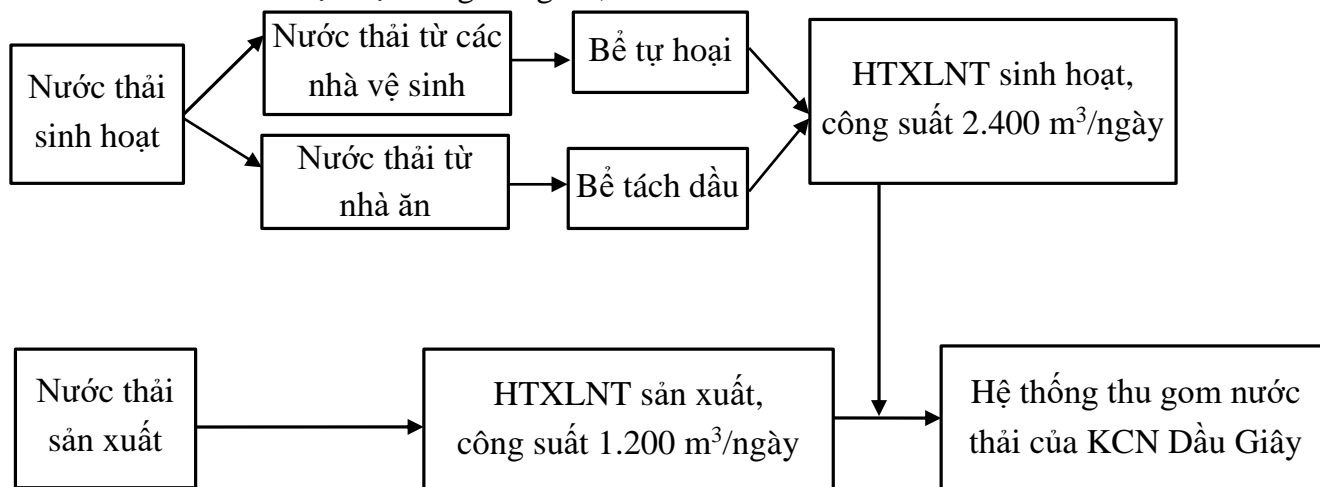 Nước thải
sinh hoạt
Nước thải từ các
nhà vệ sinh
Bể tự hoại
Nước thải từ
nhà ăn
Bể tách dầu
HTXLNT sinh hoạt,
công suất 2.400 m³/ngày
Nước thải
sản xuất
HTXLNT sản xuất,
công suất 1.200 m³/ngày
Hệ thống thu gom nước
thải của KCN Dầu Giây